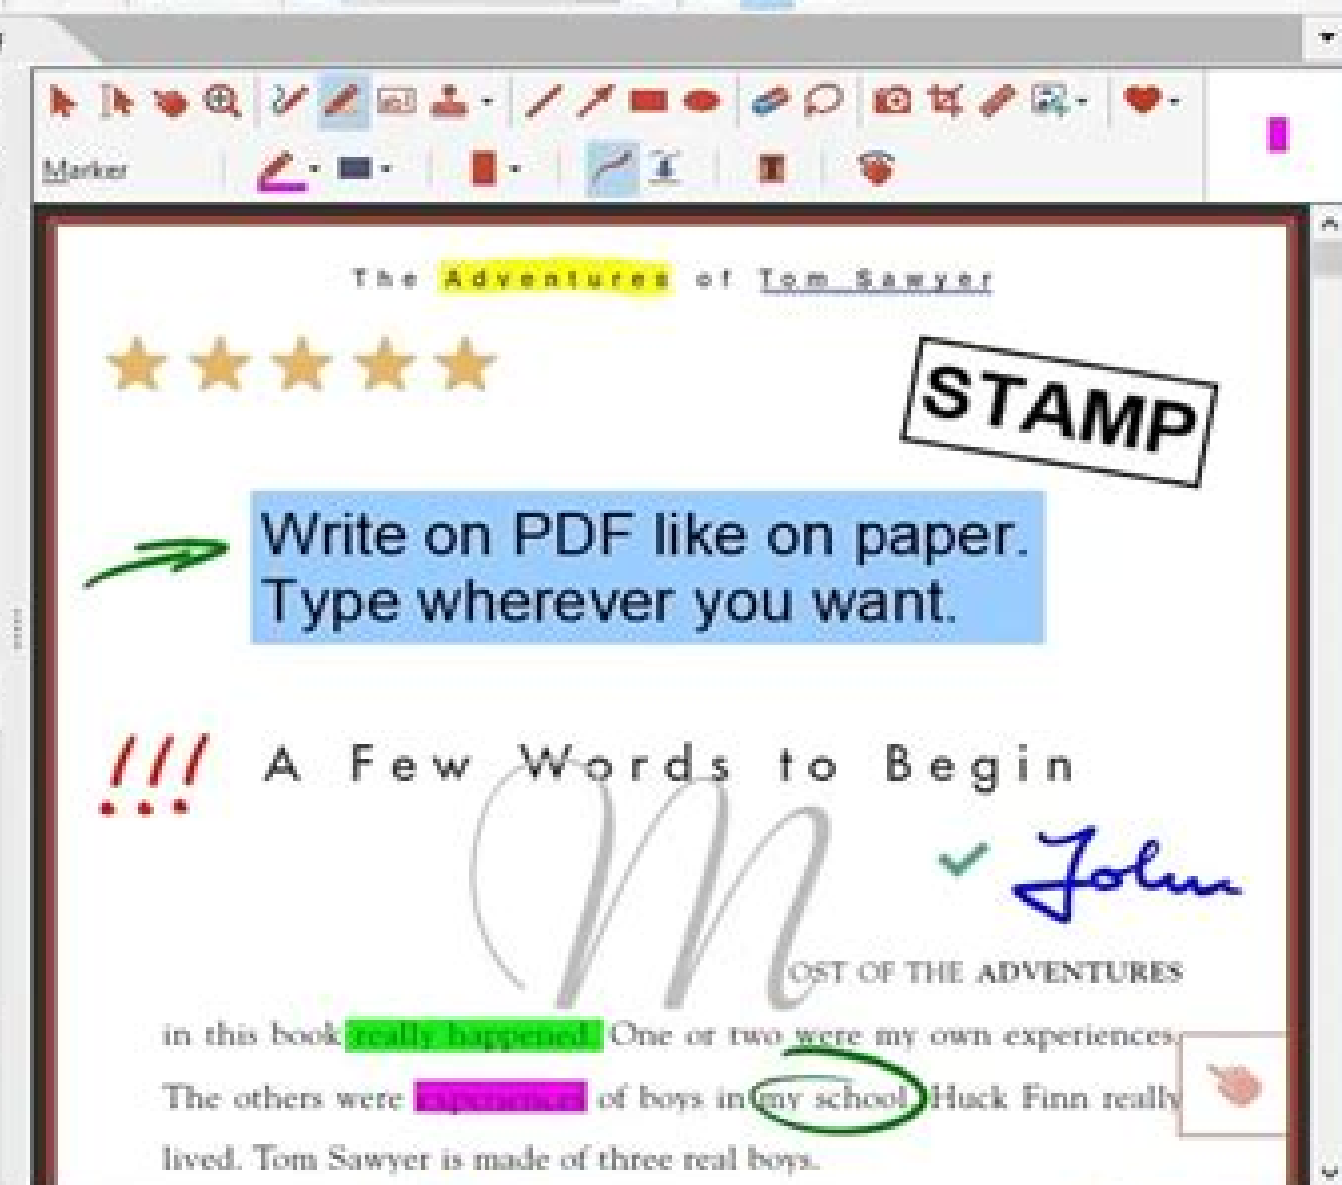 Marker
The Adventures of Tom Sawyer
STAMP
Write on PDF like on paper.
Type wherever you want.
!!! A Few Words to Begin
John
MOST OF THE ADVENTURES
in this book really happened. One or two were my own experiences.
The others were experiences of boys in my school. Huck Finn really
lived. Tom Sawyer is made of three real boys.